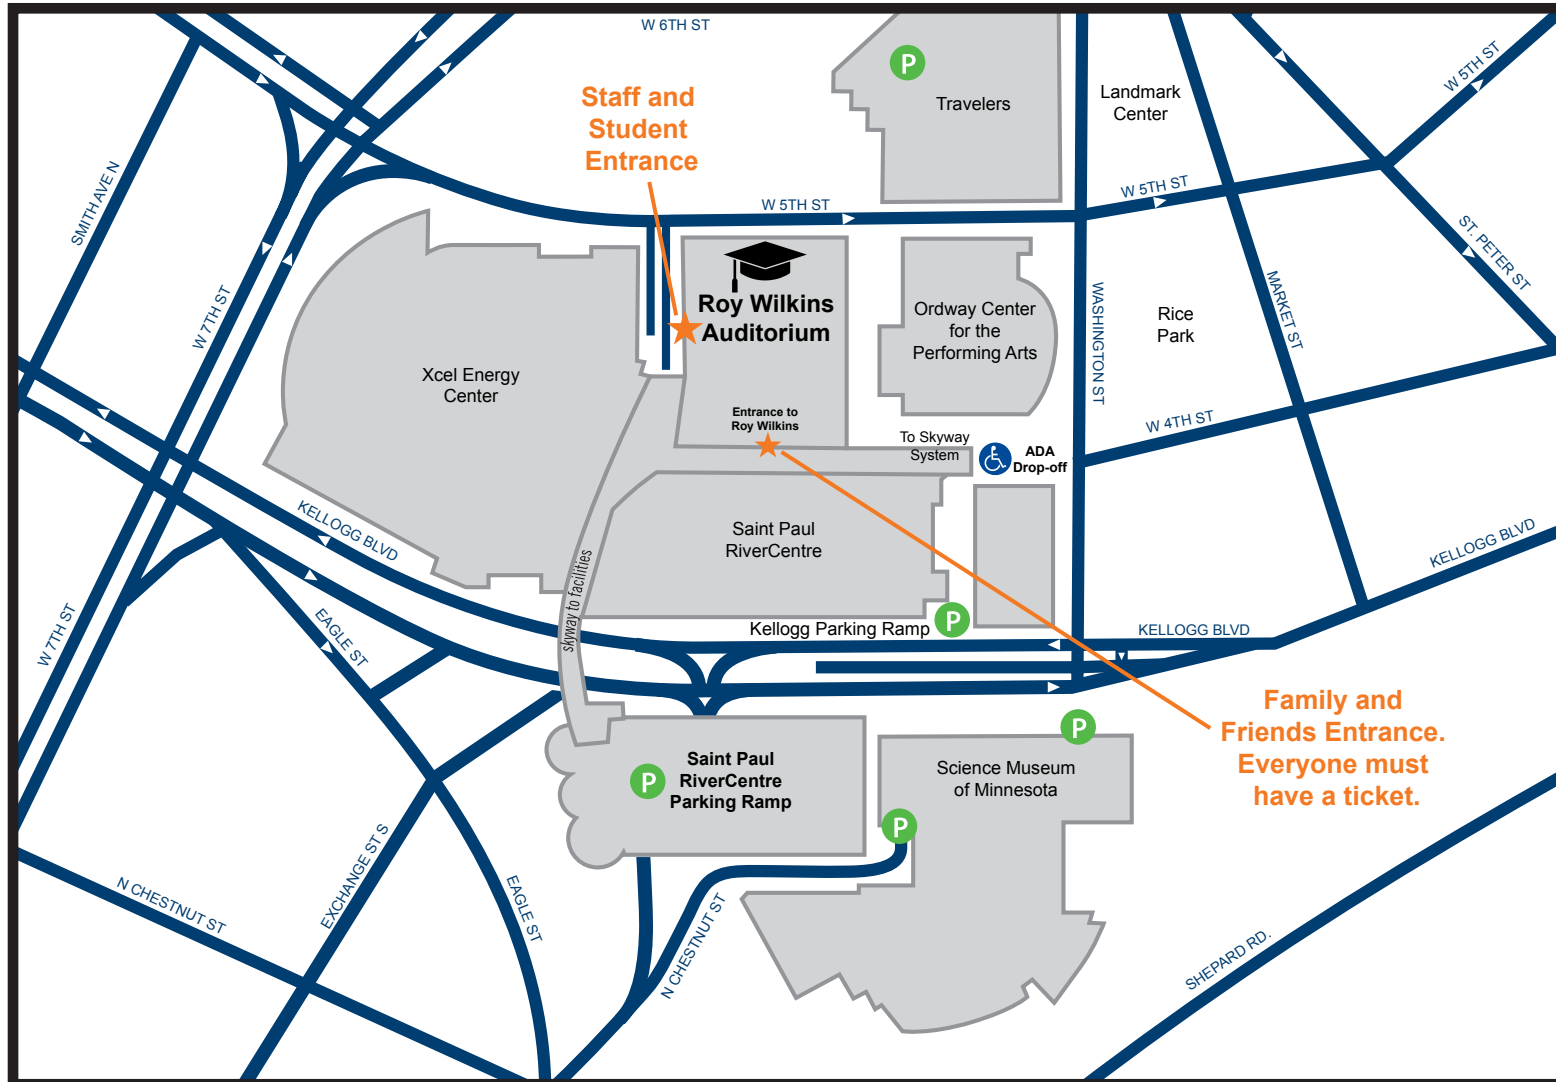 W 6TH ST
P
Travelers
Landmark
Center
W 5TH ST
Staff and
Student
Entrance
SMITH AVE N
W 5TH ST
W 5TH ST
ST. PETER ST
W 7TH ST
Roy Wilkins
Auditorium
Ordway Center
for the
Performing Arts
WASHINGTON ST
Rice
Park
MARKET ST
Xcel Energy
Center
Entrance to
Roy Wilkins
To Skyway
System
ADA
Drop-off
W 4TH ST
KELLOGG BLVD
Saint Paul
RiverCentre
KELLOGG BLVD
skyway to facilities
W 7TH ST
EAGLE ST
Kellogg Parking Ramp
P
KELLOGG BLVD
Family and
Friends Entrance.
Everyone must
have a ticket.
P
Saint Paul
RiverCentre
Parking Ramp
P
Science Museum
of Minnesota
P
EXCHANGE ST S
N CHESTNUT ST
EAGLE ST
N CHESTNUT ST
SHEPARD RD.